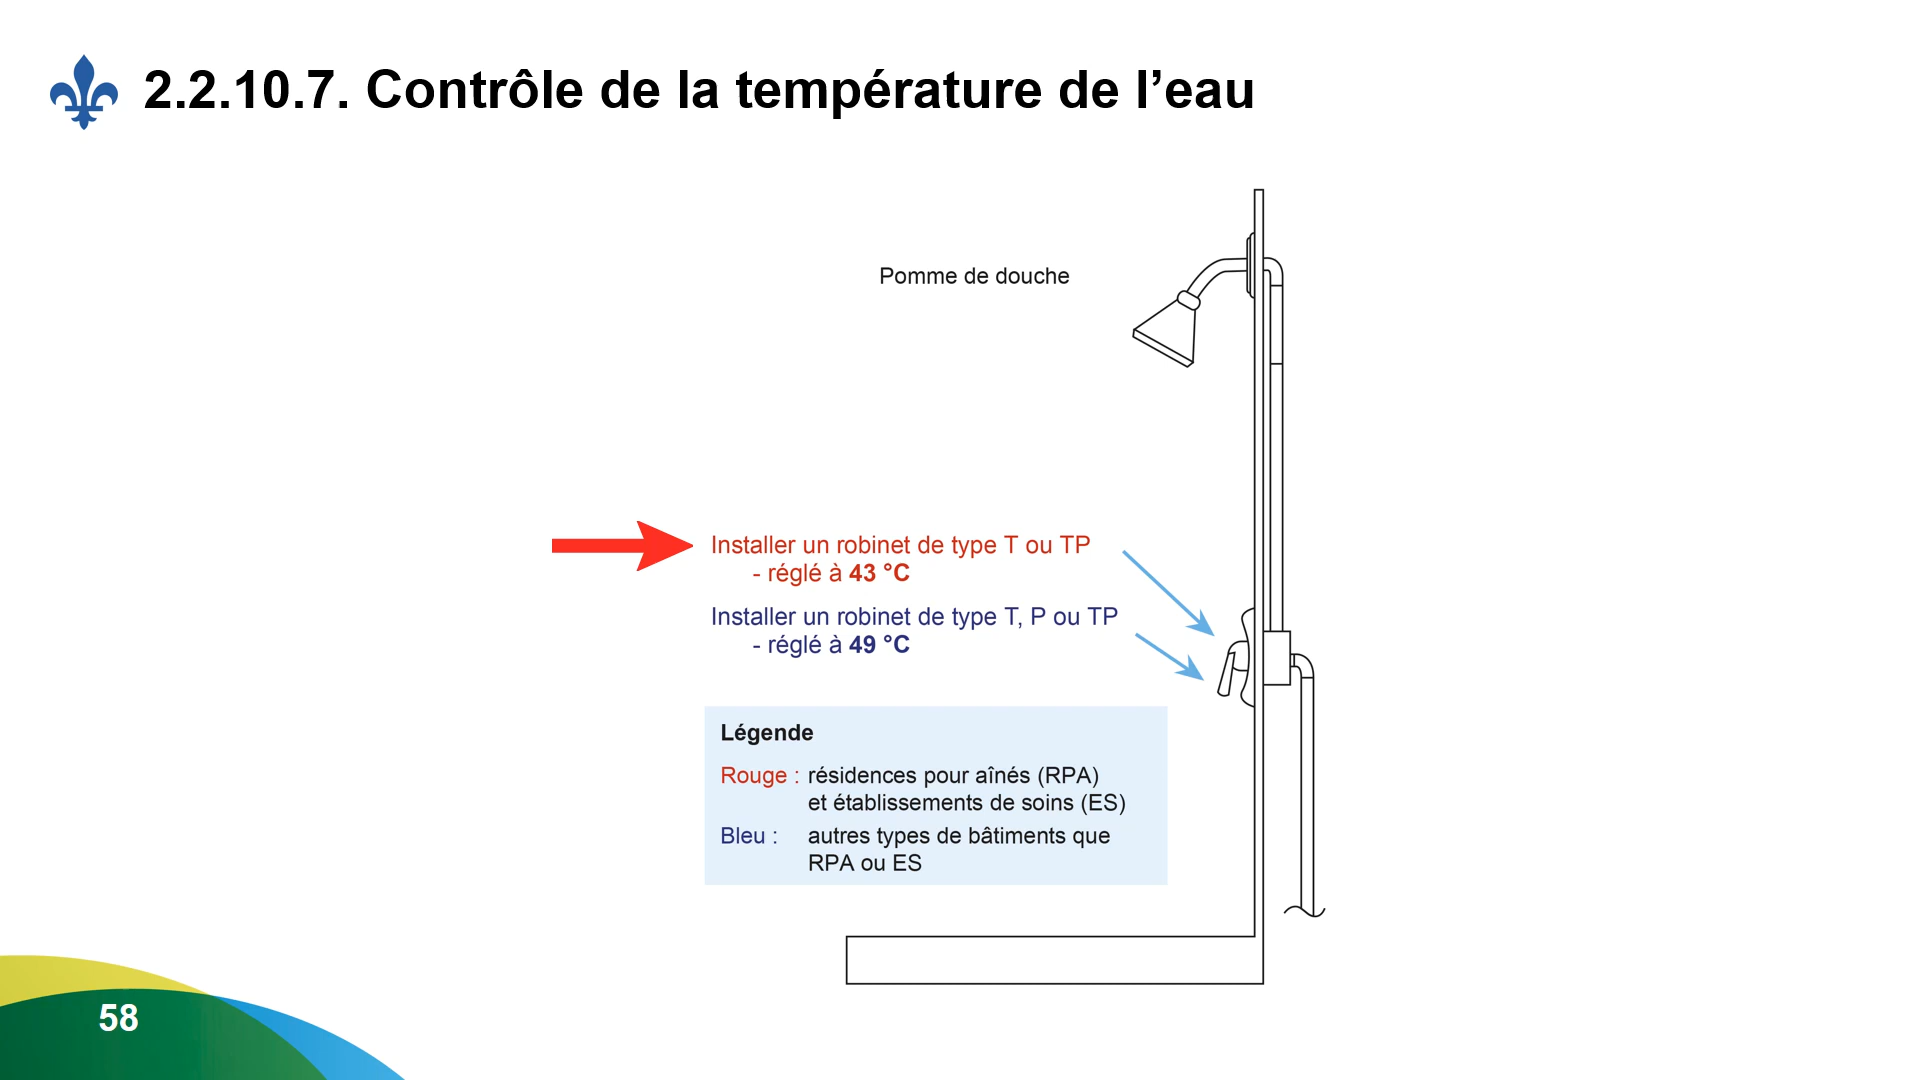 2.2.10.7. Contrôle de la température de l’eau
Pomme de douche
Installer un robinet de type T ou TP
- réglé à 43 °C
Installer un robinet de type T, P ou TP
- réglé à 49 °C
Légende
Rouge : résidences pour aînés (RPA)
et établissements de soins (ES)
Bleu : autres types de bâtiments que
RPA ou ES
58